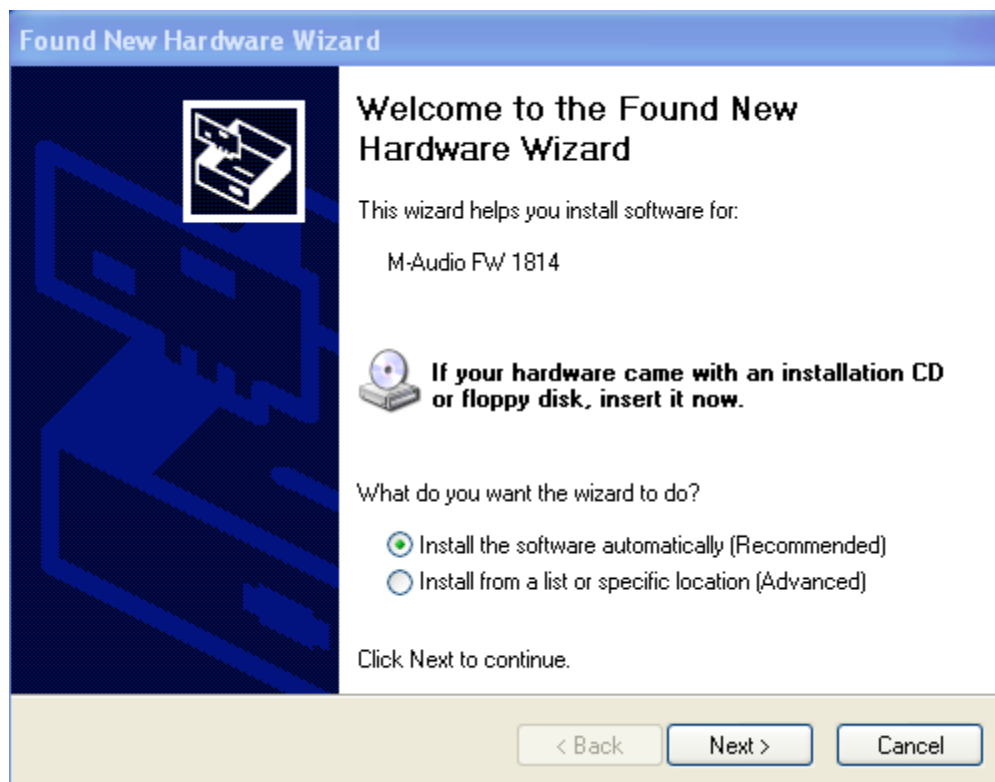 Found New Hardware Wizard
Welcome to the Found New
Hardware Wizard
This wizard helps you install software for:
M-Audio FW 1814
If your hardware came with an installation CD
or floppy disk, insert it now.
What do you want the wizard to do?
Install the software automatically (Recommended)
Install from a list or specific location (Advanced)
Click Next to continue.
< Back Next > Cancel